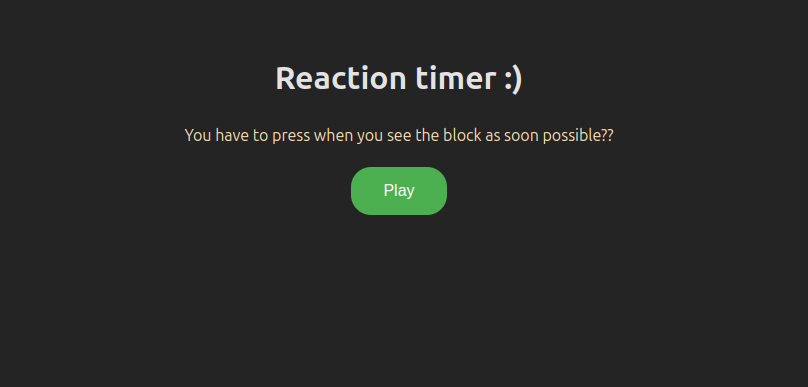 Reaction timer :)
You have to press when you see the block as soon possible??
Play